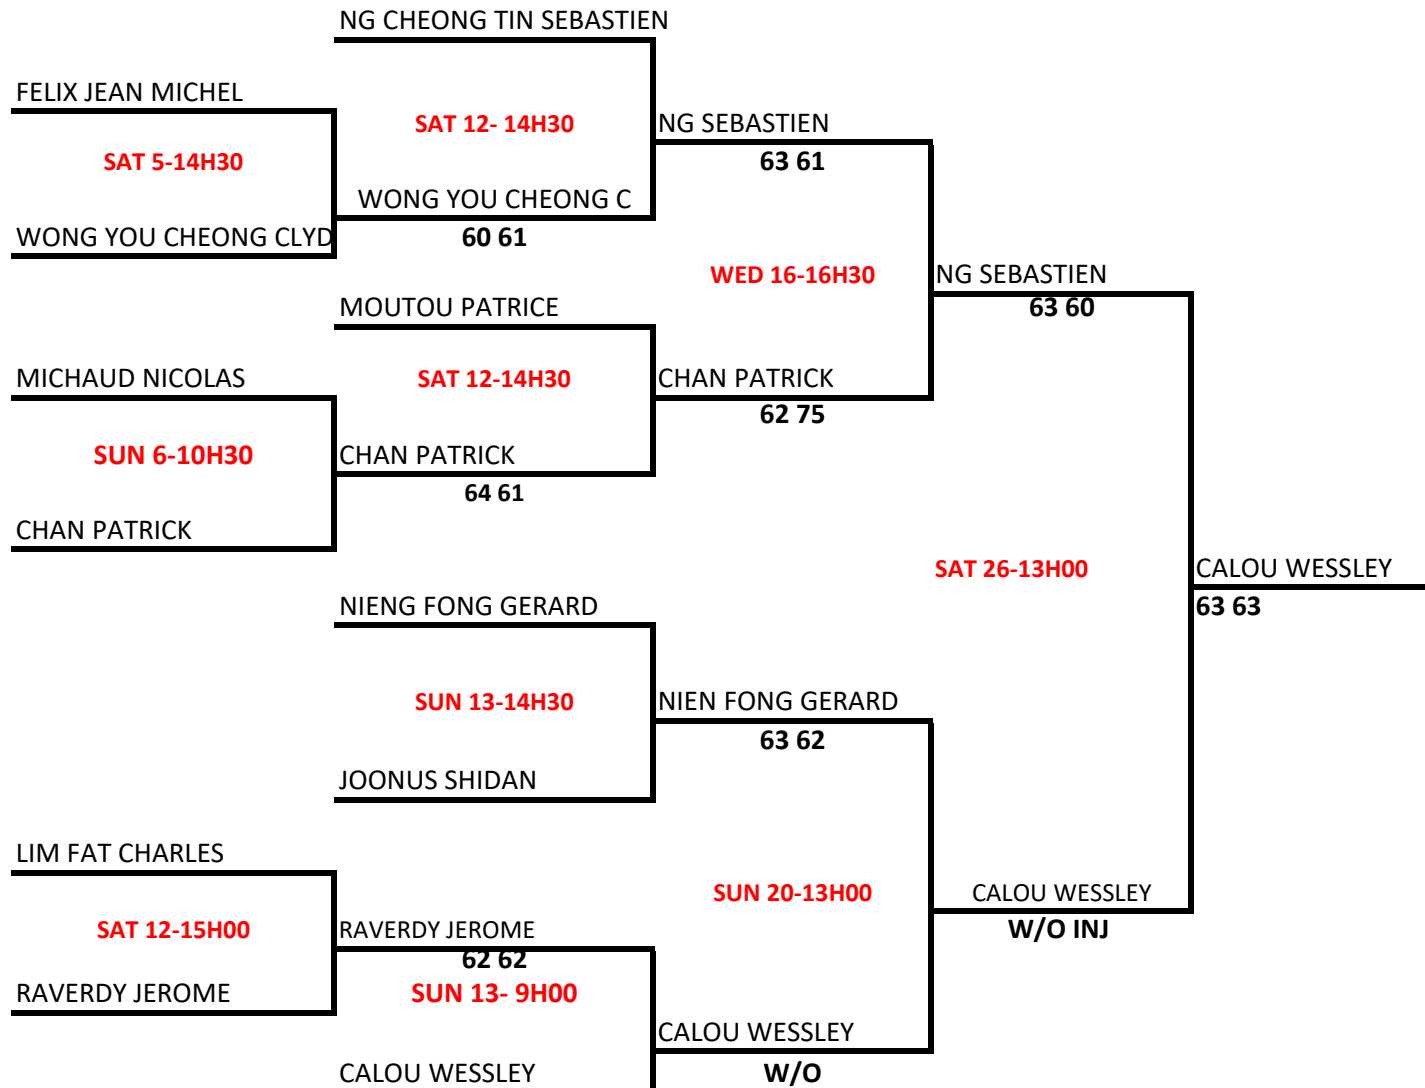 NG CHEONG TIN SEBASTIEN
FELIX JEAN MICHEL
SAT 12- 14H30
NG SEBASTIEN
SAT 5-14H30
63 61
WONG YOU CHEONG C
WONG YOU CHEONG CLYD
60 61
WED 16-16H30
NG SEBASTIEN
63 60
MOUTOU PATRICE
MICHAUD NICOLAS
SAT 12-14H30
CHAN PATRICK
62 75
SUN 6-10H30
CHAN PATRICK
64 61
CHAN PATRICK
SAT 26-13H00
CALOU WESSLEY
63 63
NIENG FONG GERARD
SUN 13-14H30
NIEN FONG GERARD
63 62
JOONUS SHIDAN
LIM FAT CHARLES
SUN 20-13H00
CALOU WESSLEY
W/O INJ
SAT 12-15H00
RAVERDY JEROME
62 62
RAVERDY JEROME
SUN 13- 9H00
CALOU WESSLEY
W/O
CALOU WESSLEY